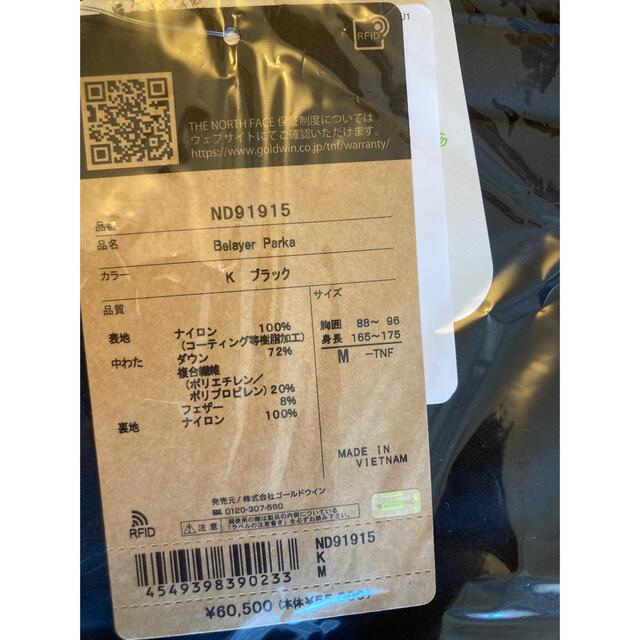 RFID
J1
THE NORTH FACE 保証制度については
ウェブサイトにてご確認いただけます。
https://www.goldwin.co.jp/tnf/warranty/
品番 ND91915
品名 Belayer Parka
カラー K ブラック
品質
サイズ
表地 ナイロン 100%
(コーティング等樹脂加工)
中わた ダウン 72%
複合繊維
(ポリエチレン/
ポリプロピレン)20%
フェザー 8%
裏地 ナイロン 100%
胸囲 88~ 96
身長 165~175
M -TNF
MADE IN
VIETNAM
発売元/株式会社ゴールドウイン
0120-307-560
RFID
注意
ND91915
K
M
4549398390233
¥60,500 (本体